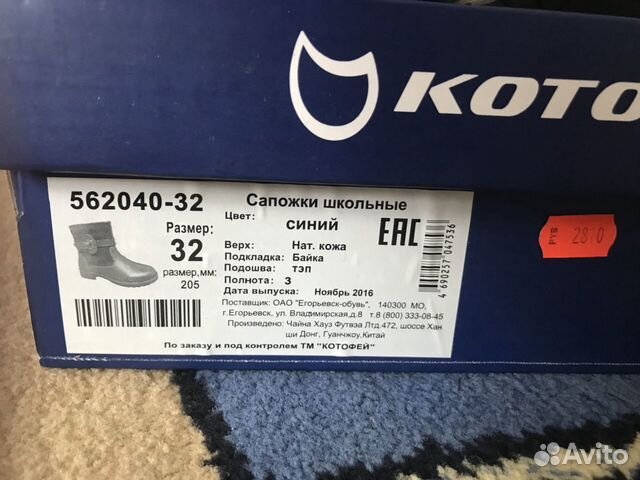 КОТО
562040-32
Сапожки школьные
Цвет: синий
Размер:
32
размер,мм:
205
Верх: Нат. кожа
Подкладка: Байка
Подошва: тэп
Полнота: 3
Дата выпуска: Ноябрь 2016
EAC
4 690237 047536
РУБ 28.0
Поставщик: ОАО "Егорьевск-обувь", 140300 МО,
г.Егорьевск, ул Владимирская,д.8 т.8 (800) 333-08-45
Произведено: Чайна Хауз Футвэа Лтд.472, шоссе Хан
ши Донг, Гуанчжоу,Китай
По заказу и под контролем ТМ "КОТОФЕЙ"
Avito